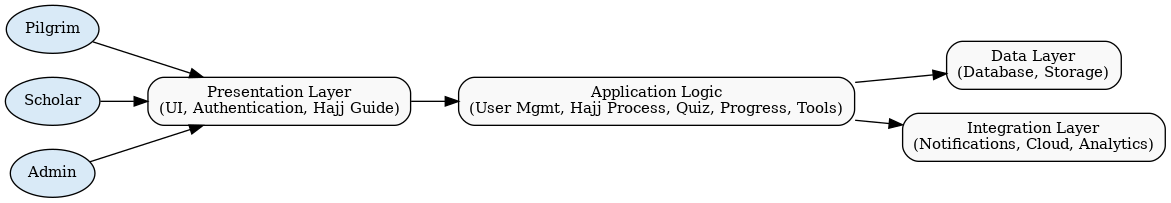 Pilgrim
Scholar
Admin
Presentation Layer
(UI, Authentication, Hajj Guide)
Application Logic
(User Mgmt, Hajj Process, Quiz, Progress, Tools)
Data Layer
(Database, Storage)
Integration Layer
(Notifications, Cloud, Analytics)